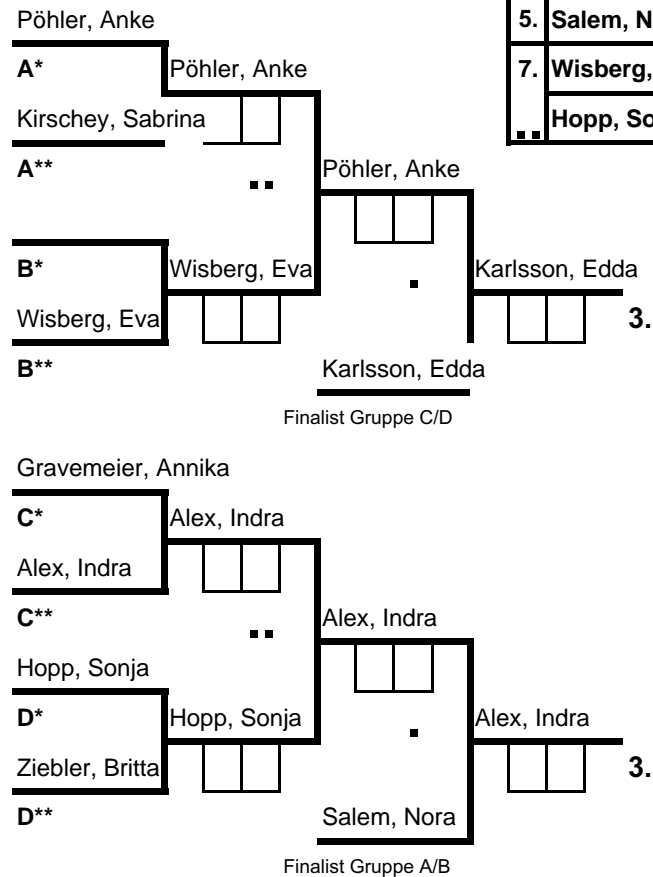 Pöhler, Anke
5. Salem, N
A* Pöhler, Anke
7. Wisberg,
Kirschey, Sabrina
Hopp, So
A**
Pöhler, Anke
B* Wisberg, Eva
Karlsson, Edda
Wisberg, Eva
3.
B**
Karlsson, Edda
Finalist Gruppe C/D
Gravemeier, Annika
C* Alex, Indra
Alex, Indra
C**
Alex, Indra
Hopp, Sonja
D* Hopp, Sonja
Alex, Indra
Ziebler, Britta
3.
D**
Salem, Nora
Finalist Gruppe A/B